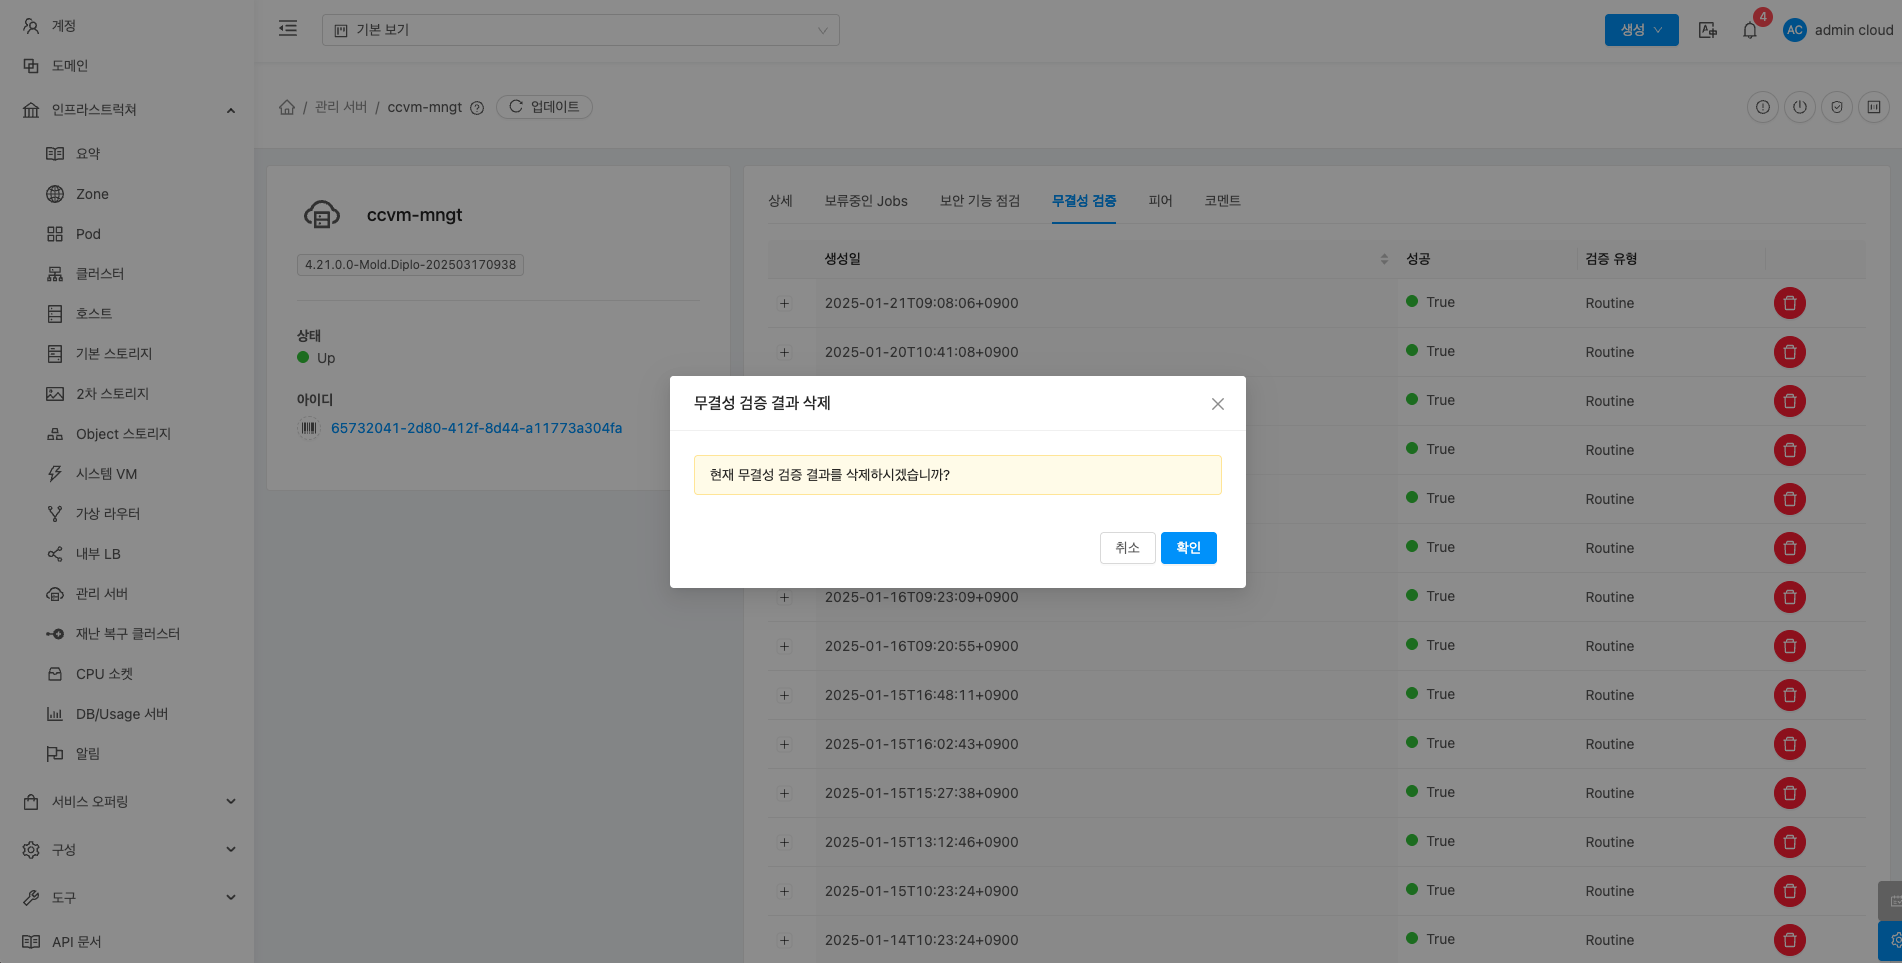 계정
도메인
인프라스트럭쳐
요약
Zone
Pod
클러스터
호스트
기본 스토리지
2차 스토리지
Object 스토리지
시스템 VM
가상 라우터
내부 LB
관리 서버
재난 복구 클러스터
CPU 소켓
DB/Usage 서버
알림
서비스 오퍼링
구성
도구
API 문서
기본 보기
생성
4
AC
admin cloud
/ 관리 서버 / ccvm-mngt
업데이트
ccvm-mngt
4.21.0.0-Mold.Diplo-202503170938
상태
Up
아이디
65732041-2d80-412f-8d44-a11773a304fa
상세 보류중인 Jobs 보안 기능 점검 무결성 검증 피어 코멘트
생성일 성공 검증 유형
2025-01-21T09:08:06+0900 True Routine
2025-01-20T10:41:08+0900 True Routine
True Routine
True Routine
True Routine
True Routine
2025-01-16T09:23:09+0900 True Routine
2025-01-16T09:20:55+0900 True Routine
2025-01-15T16:48:11+0900 True Routine
2025-01-15T16:02:43+0900 True Routine
2025-01-15T15:27:38+0900 True Routine
2025-01-15T13:12:46+0900 True Routine
2025-01-15T10:23:24+0900 True Routine
2025-01-14T10:23:24+0900 True Routine
무결성 검증 결과 삭제
현재 무결성 검증 결과를 삭제하시겠습니까?
취소
확인